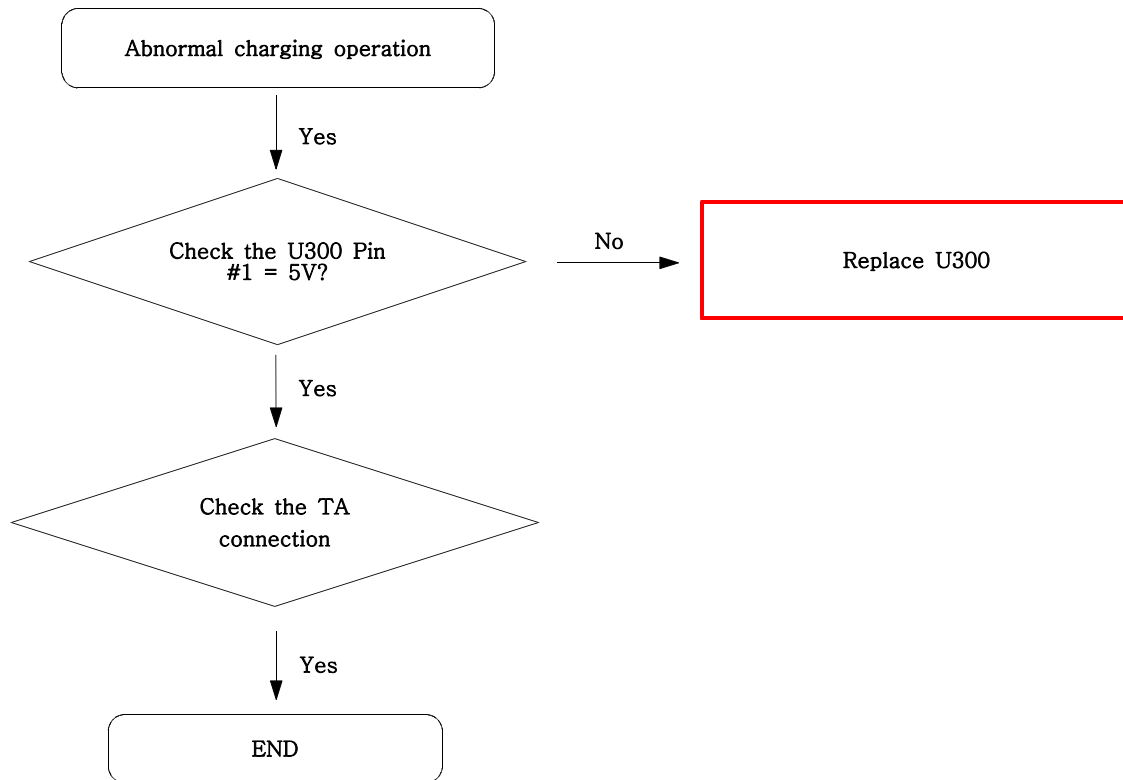 Abnormal charging operation
Yes
Check the U300 Pin
#1 = 5V?
No
Replace U300
Yes
Check the TA
connection
Yes
END